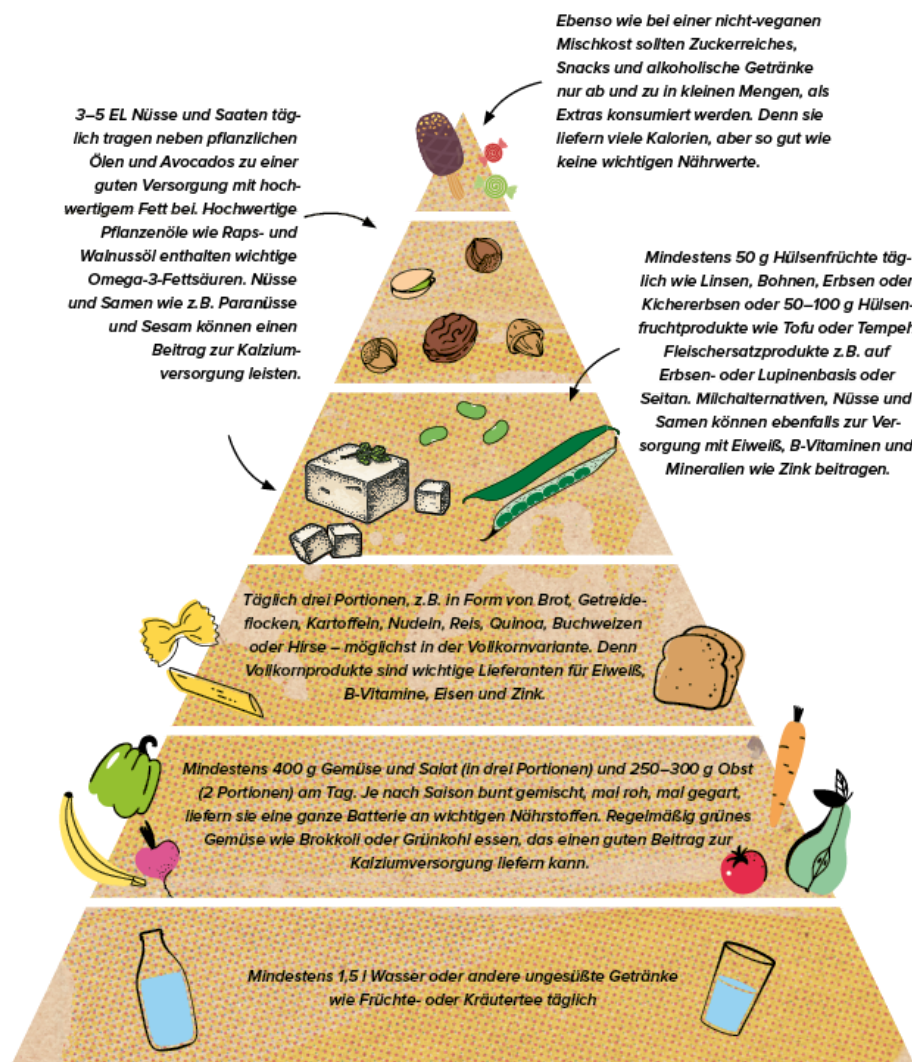 Ebenso wie bei einer nicht-veganen
Mischkost sollten Zuckerreiches,
Snacks und alkoholische Getränke
nur ab und zu in kleinen Mengen, als
Extras konsumiert werden. Denn sie
liefern viele Kalorien, aber so gut wie
keine wichtigen Nährwerte.
3–5 EL Nüsse und Saaten täg-
lich tragen neben pflanzlichen
Ölen und Avocados zu einer
guten Versorgung mit hoch-
wertigem Fett bei. Hochwertige
Pflanzenöle wie Raps- und
Walnussöl enthalten wichtige
Omega-3-Fettsäuren. Nüsse
und Samen wie z.B. Paranüsse
und Sesam können einen
Beitrag zur Kalzium-
versorgung leisten.
Mindestens 50 g Hülsenfrüchte täg-
lich wie Linsen, Bohnen, Erbsen oder
Kichererbsen oder 50–100 g Hülsen-
fruchtprodukte wie Tofu oder Tempeh
Fleischersatzprodukte z.B. auf
Erbsen- oder Lupinenbasis oder
Seitan. Milchalternativen, Nüsse und
Samen können ebenfalls zur Ver-
sorgung mit Eiweiß, B-Vitaminen und
Mineralien wie Zink beitragen.
Täglich drei Portionen, z.B. in Form von Brot, Getreide-
flocken, Kartoffeln, Nudeln, Reis, Quinoa, Buchweizen
oder Hirse – möglichst in der Vollkornvariante. Denn
Vollkornprodukte sind wichtige Lieferanten für Eiweiß,
B-Vitamine, Eisen und Zink.
Mindestens 400 g Gemüse und Salat (in drei Portionen) und 250–300 g Obst
(2 Portionen) am Tag. Je nach Saison bunt gemischt, mal roh, mal gegart,
liefern sie eine ganze Batterie an wichtigen Nährstoffen. Regelmäßig grünes
Gemüse wie Brokkoli oder Grünkohl essen, das einen guten Beitrag zur
Kalziumversorgung liefern kann.
Mindestens 1,5 l Wasser oder andere ungesüßte Getränke
wie Früchte- oder Kräutertee täglich